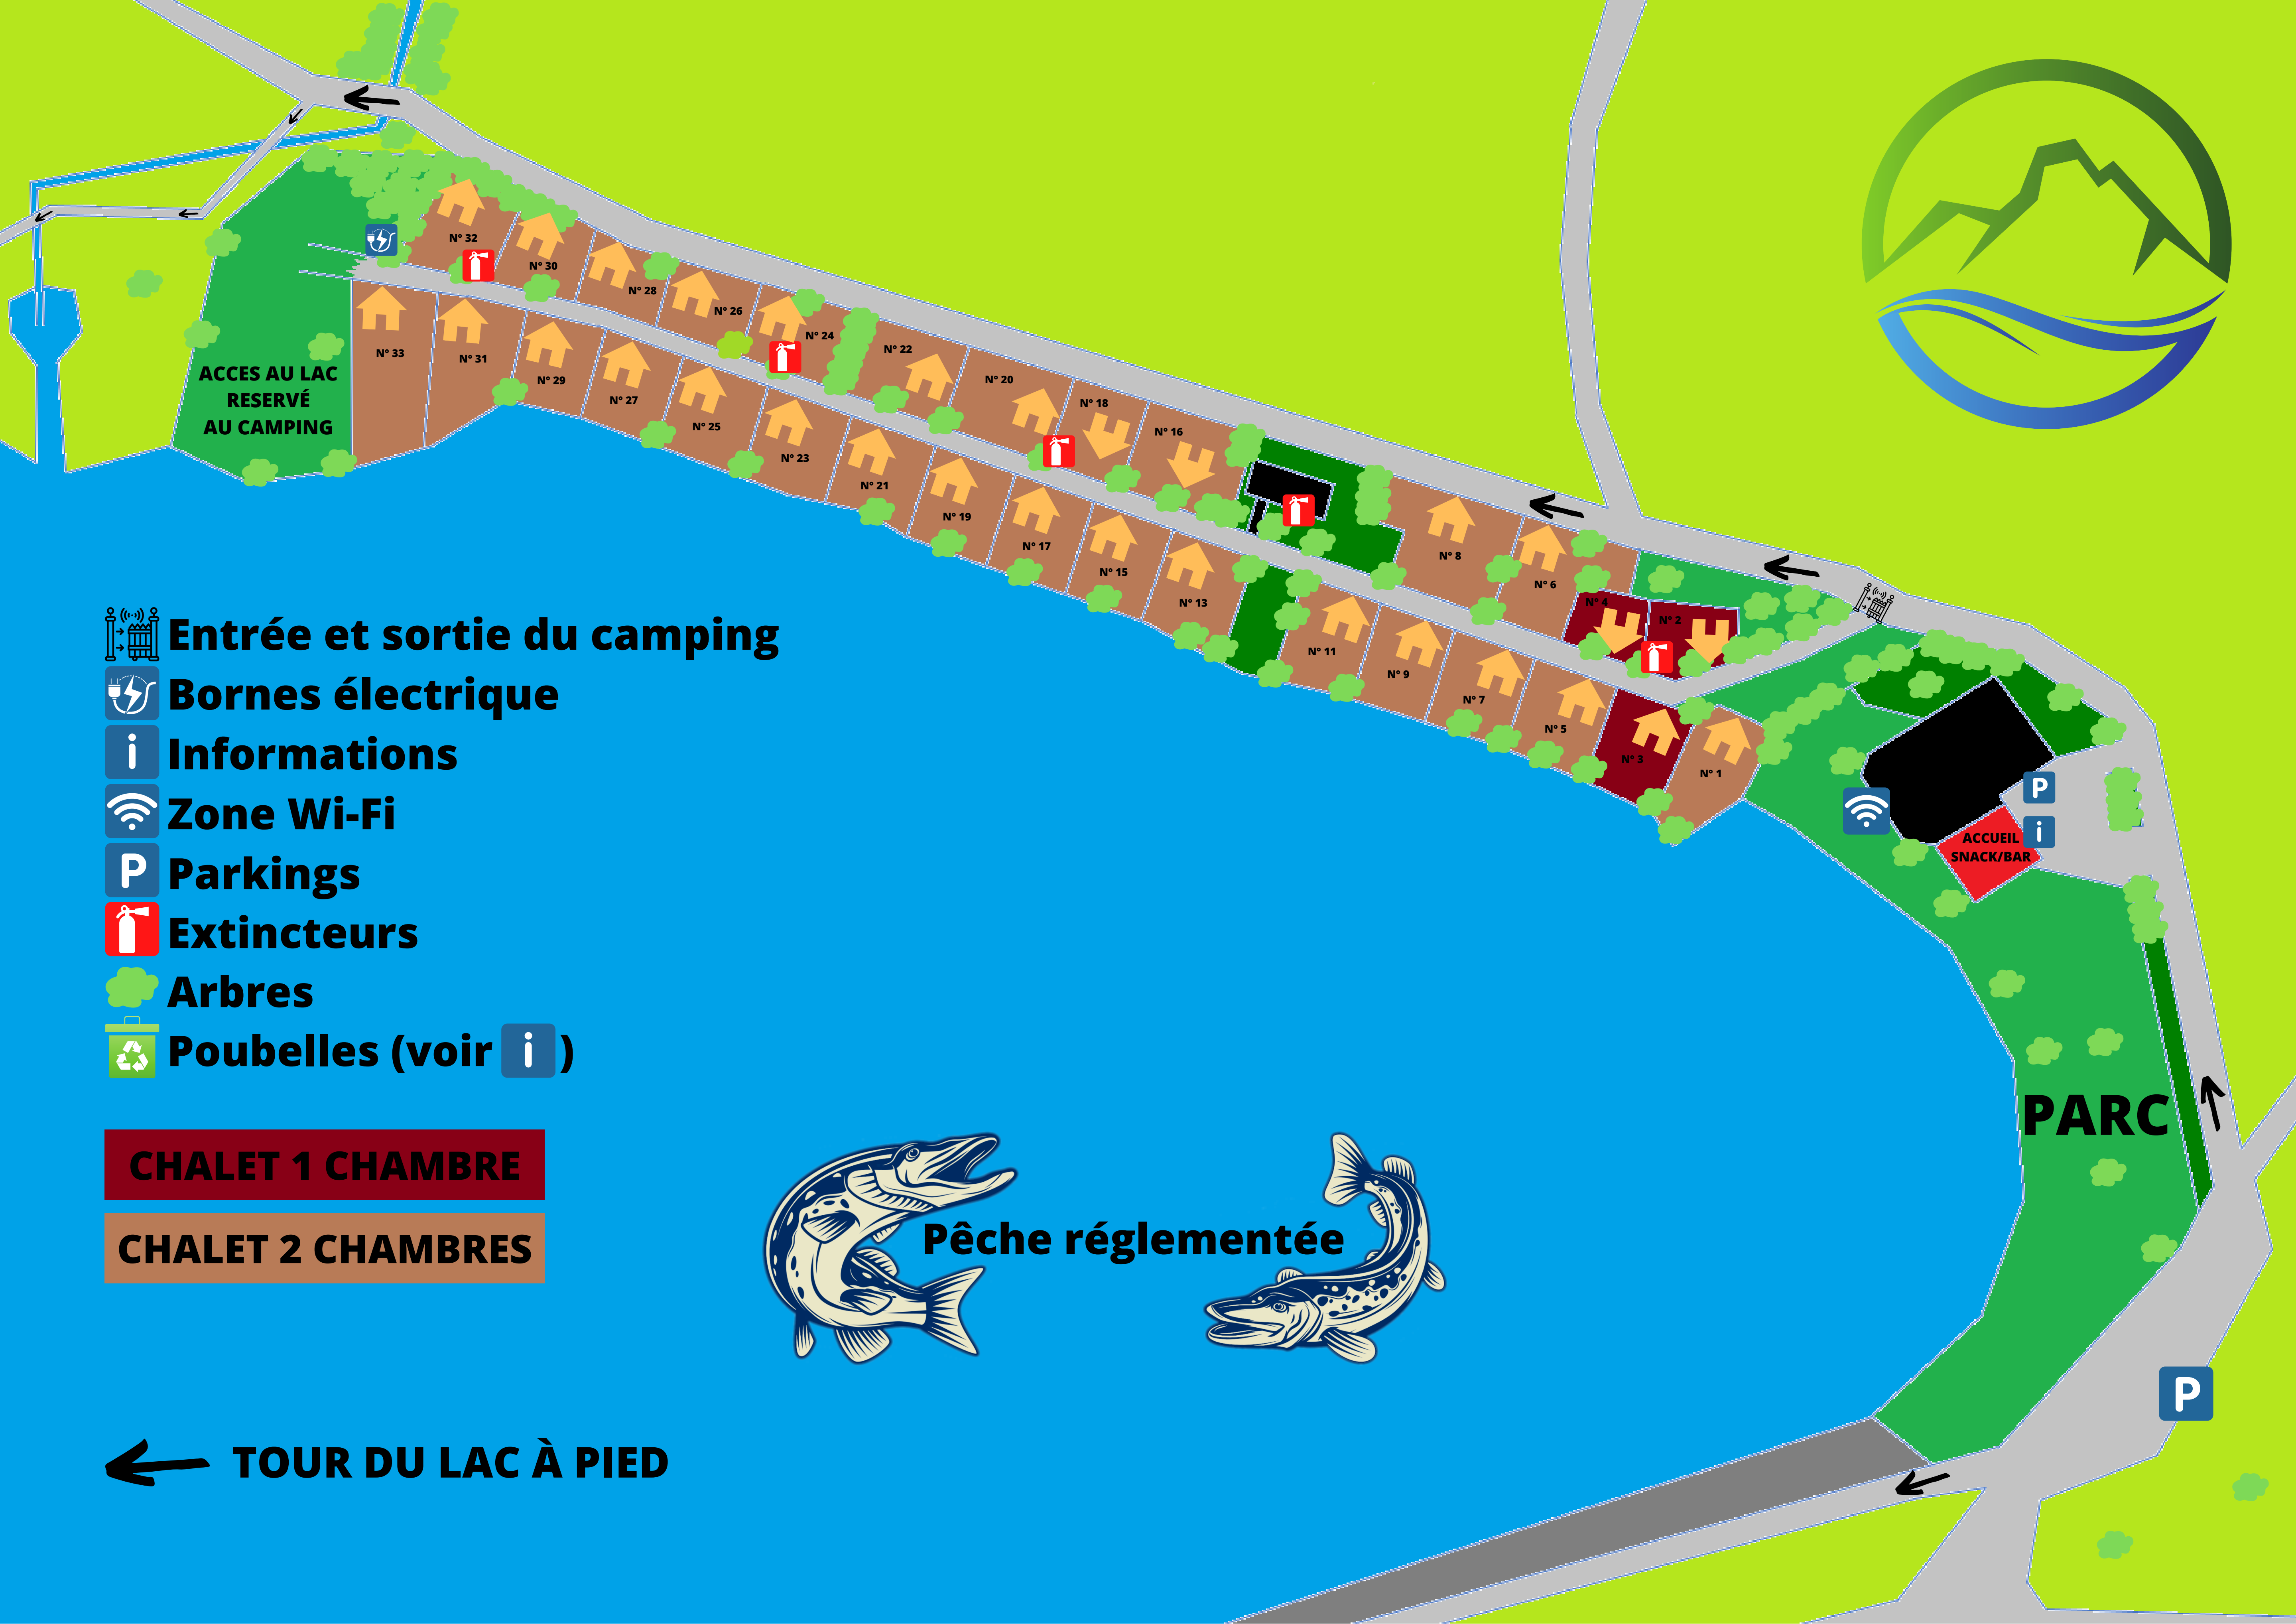 N° 32
N° 30
N° 28
N° 26
N° 24
N° 22
N° 20
N° 18
N° 16
N° 8
N° 6
N° 4
N° 2
N° 33
N° 31
N° 29
N° 27
N° 25
N° 23
N° 21
N° 19
N° 17
N° 15
N° 13
N° 11
N° 9
N° 7
N° 5
N° 3
N° 1
ACCES AU LAC
RESERVÉ
AU CAMPING
P
i
ACCUEIL
SNACK/BAR
Entrée et sortie du camping
Bornes électrique
i Informations
Zone Wi-Fi
P Parkings
Extincteurs
Arbres
Poubelles (voir i )
CHALET 1 CHAMBRE
CHALET 2 CHAMBRES
PARC
Pêche réglementée
P
TOUR DU LAC À PIED